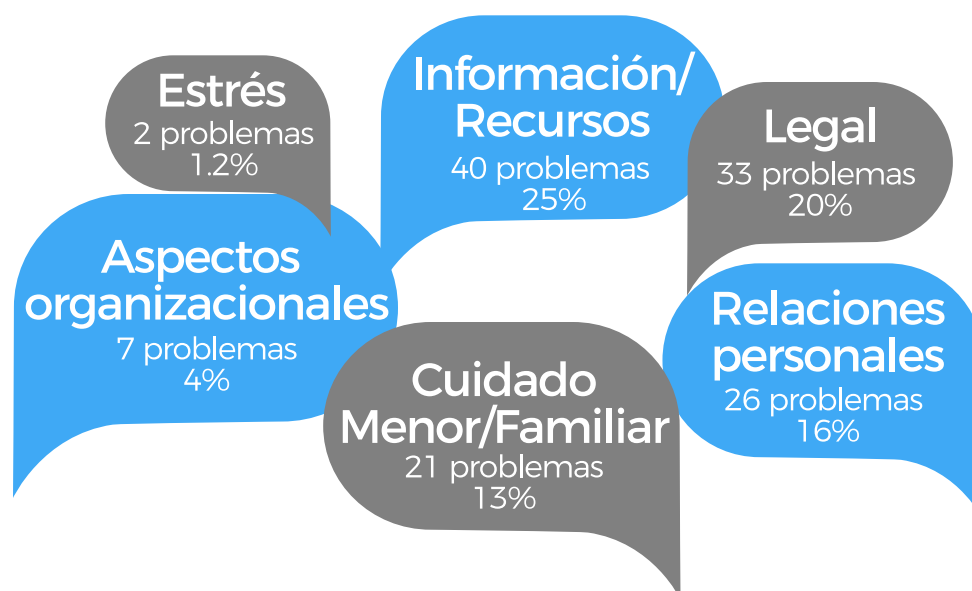 Estrés
2 problemas
1.2%
Información/
Recursos
40 problemas
25%
Legal
33 problemas
20%
Aspectos
organizacionales
7 problemas
4%
Cuidado
Menor/Familiar
21 problemas
13%
Relaciones
personales
26 problemas
16%